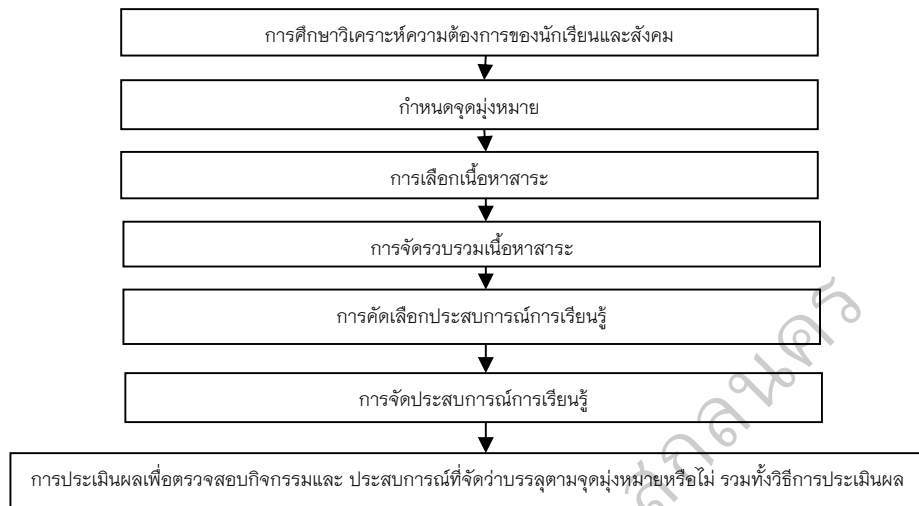 การศึกษาวิเคราะห์ความต้องการของนักเรียนและสังคม
กำหนดจุดมุ่งหมาย
การเลือกเนื้อหาสาระ
การจัดรวบรวมเนื้อหาสาระ
การคัดเลือกประสบการณ์การเรียนรู้
การจัดประสบการณ์การเรียนรู้
การประเมินผลเพื่อตรวจสอบกิจกรรมและ ประสบการณ์ที่จัดว่าบรรลุตามจุดมุ่งหมายหรือไม่ รวมทั้งวิธีการประเมินผล
สกลนคร